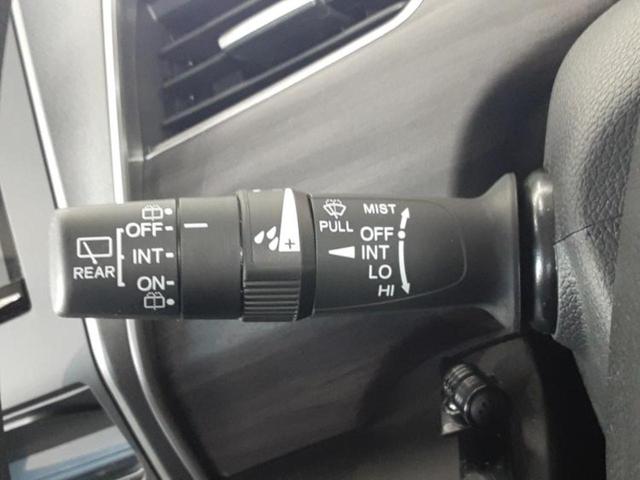 OFF
INT
REAR
ON
+
PULL
MIST
OFF
INT
LO
HI